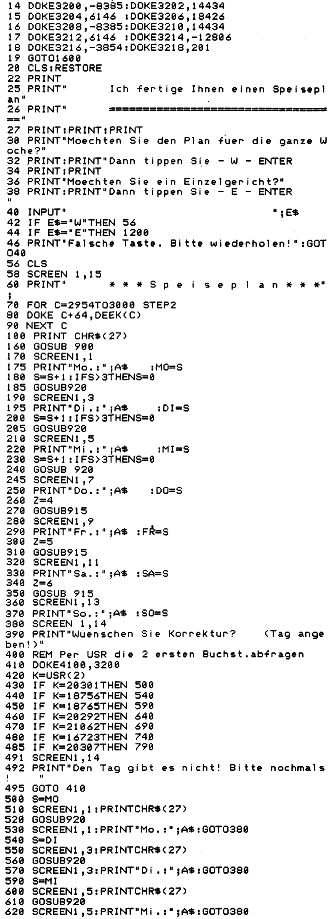 14 DOKE3200,-8385:DOKE3202,14434
15 DOKE3204,6146 :DOKE3206,18426
16 DOKE3208,-8385:DOKE3210,14434
17 DOKE3212,6146 :DOKE3214,-12806
18 DOKE3216,-3854:DOKE3218,201
19 GOTO1600
20 CLS:RESTORE
22 PRINT
25 PRINT"      Ich fertige Ihnen einen Speisepl
an"
26 PRINT"      ================================
=="
27 PRINT:PRINT:PRINT
30 PRINT"Moechten Sie den Plan fuer die ganze W
oche?"
32 PRINT:PRINT"Dann tippen Sie - W - ENTER
34 PRINT:PRINT
36 PRINT"Moechten Sie ein Einzelgericht?"
38 PRINT:PRINT"Dann tippen Sie - E - ENTER
"
40 INPUT"                              ";E$
42 IF E$="W"THEN 56
44 IF E$="E"THEN 1200
46 PRINT"Falsche Taste. Bitte wiederholen!":GOT
O40
56 CLS
58 SCREEN 1,15
60 PRINT"      * * * S p e i s e p l a n * * *"
;
70 FOR C=2954TO3000 STEP2
80 DOKE C+64,DEEK(C)
90 NEXT C
100 PRINT CHR$(27)
160 GOSUB 900
170 SCREEN1,1
175 PRINT"Mo.:";A$    :MO=S
180 S=S+1:IFS>3THENS=0
185 GOSUB920
190 SCREEN1,3
195 PRINT"Di.:";A$    :DI=S
200 S=S+1:IFS>3THENS=0
205 GOSUB920
210 SCREEN1,5
220 PRINT"Mi.:";A$    :MI=S
230 S=S+1:IFS>3THENS=0
240 GOSUB 920
245 SCREEN1,7
250 PRINT"Do.:";A$    :DO=S
260 Z=4
270 GOSUB915
280 SCREEN1,9
290 PRINT"Fr.:";A$ :FR=S
300 Z=5
310 GOSUB915
320 SCREEN1,11
330 PRINT"Sa.:";A$ :SA=S
340 Z=6
350 GOSUB 915
360 SCREEN1,13
370 PRINT"So.:";A$ :SO=S
380 SCREEN 1,14
390 PRINT"Wuenschen Sie Korrektur?    (Tag ange
ben!)"
400 REM Per USR die 2 ersten Buchst.abfragen
410 DOKE4100,3200
420 K=USR(2)
430 IF K=20301THEN 500
440 IF K=18756THEN 540
450 IF K=18765THEN 590
460 IF K=20292THEN 640
470 IF K=21062THEN 690
480 IF K=16723THEN 740
485 IF K=20307THEN 790
491 SCREEN1,14
492 PRINT"Den Tag gibt es nicht! Bitte nochmals
!     "
495 GOTO 410
500 S=MO
510 SCREEN1,1:PRINTCHR$(27)
520 GOSUB920
530 SCREEN1,1:PRINT"Mo.:";A$:GOTO380
540 S=DI
550 SCREEN1,3:PRINTCHR$(27)
560 GOSUB920
570 SCREEN1,3:PRINT"Di.:";A$:GOTO380
590 S=MI
600 SCREEN1,5:PRINTCHR$(27)
610 GOSUB920
620 SCREEN1,5:PRINT"Mi.:";A$:GOTO380